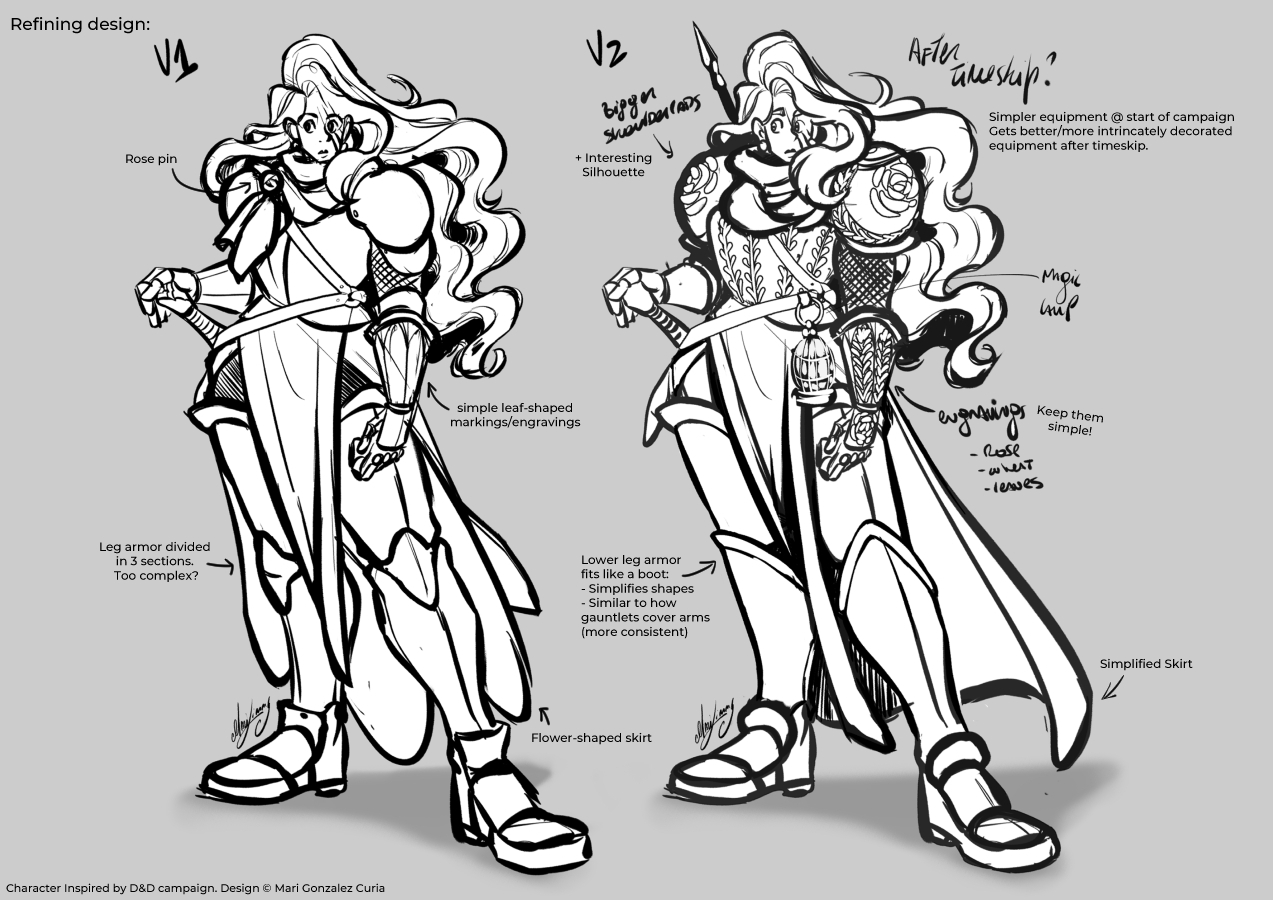 Refining design:
V1
Rose pin
simple leaf-shaped
markings/engravings
Leg armor divided
in 3 sections.
Too complex?
Flower-shaped skirt
V2
Bigger
shoulderpads
+ Interesting
Silhouette
AFTer
timeskip?
Simpler equipment @ start of campaign
Gets better/more intrincately decorated
equipment after timeskip.
Magic
engravings
Keep them
simple!
- Rose
- wheat
- leaves
Lower leg armor
fits like a boot:
- Simplifies shapes
- Similar to how
gauntlets cover arms
(more consistent)
Simplified Skirt
Character Inspired by D&D campaign. Design © Mari Gonzalez Curia